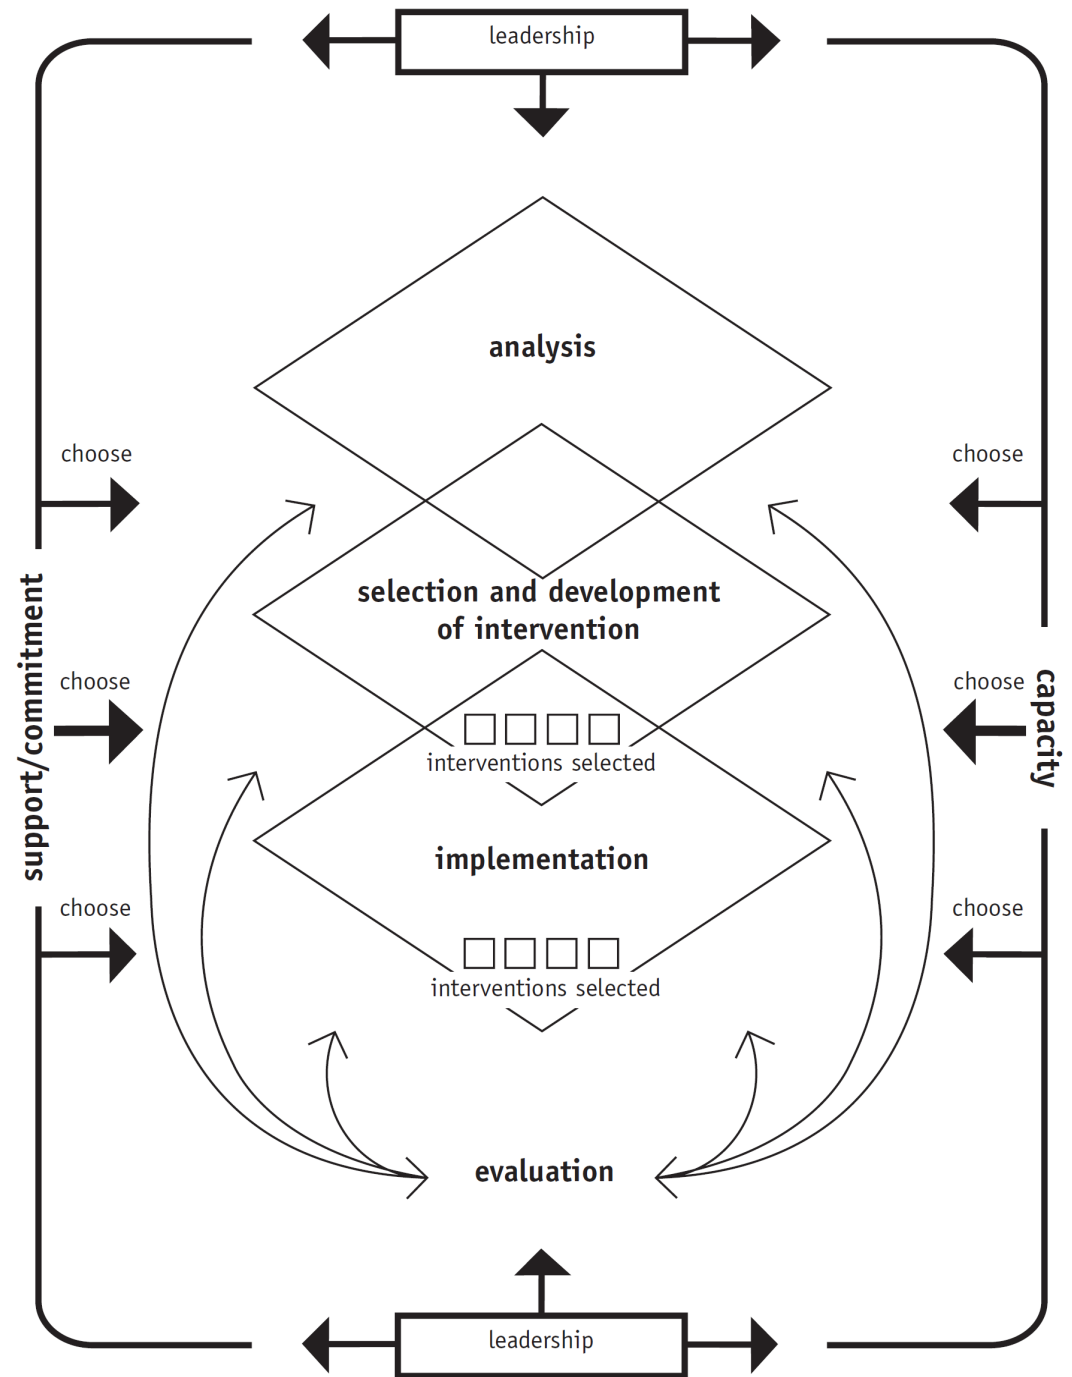 leadership
analysis
choose
choose
selection and development
of intervention
support/commitment
choose
choose
capacity
interventions selected
implementation
choose
choose
interventions selected
evaluation
leadership